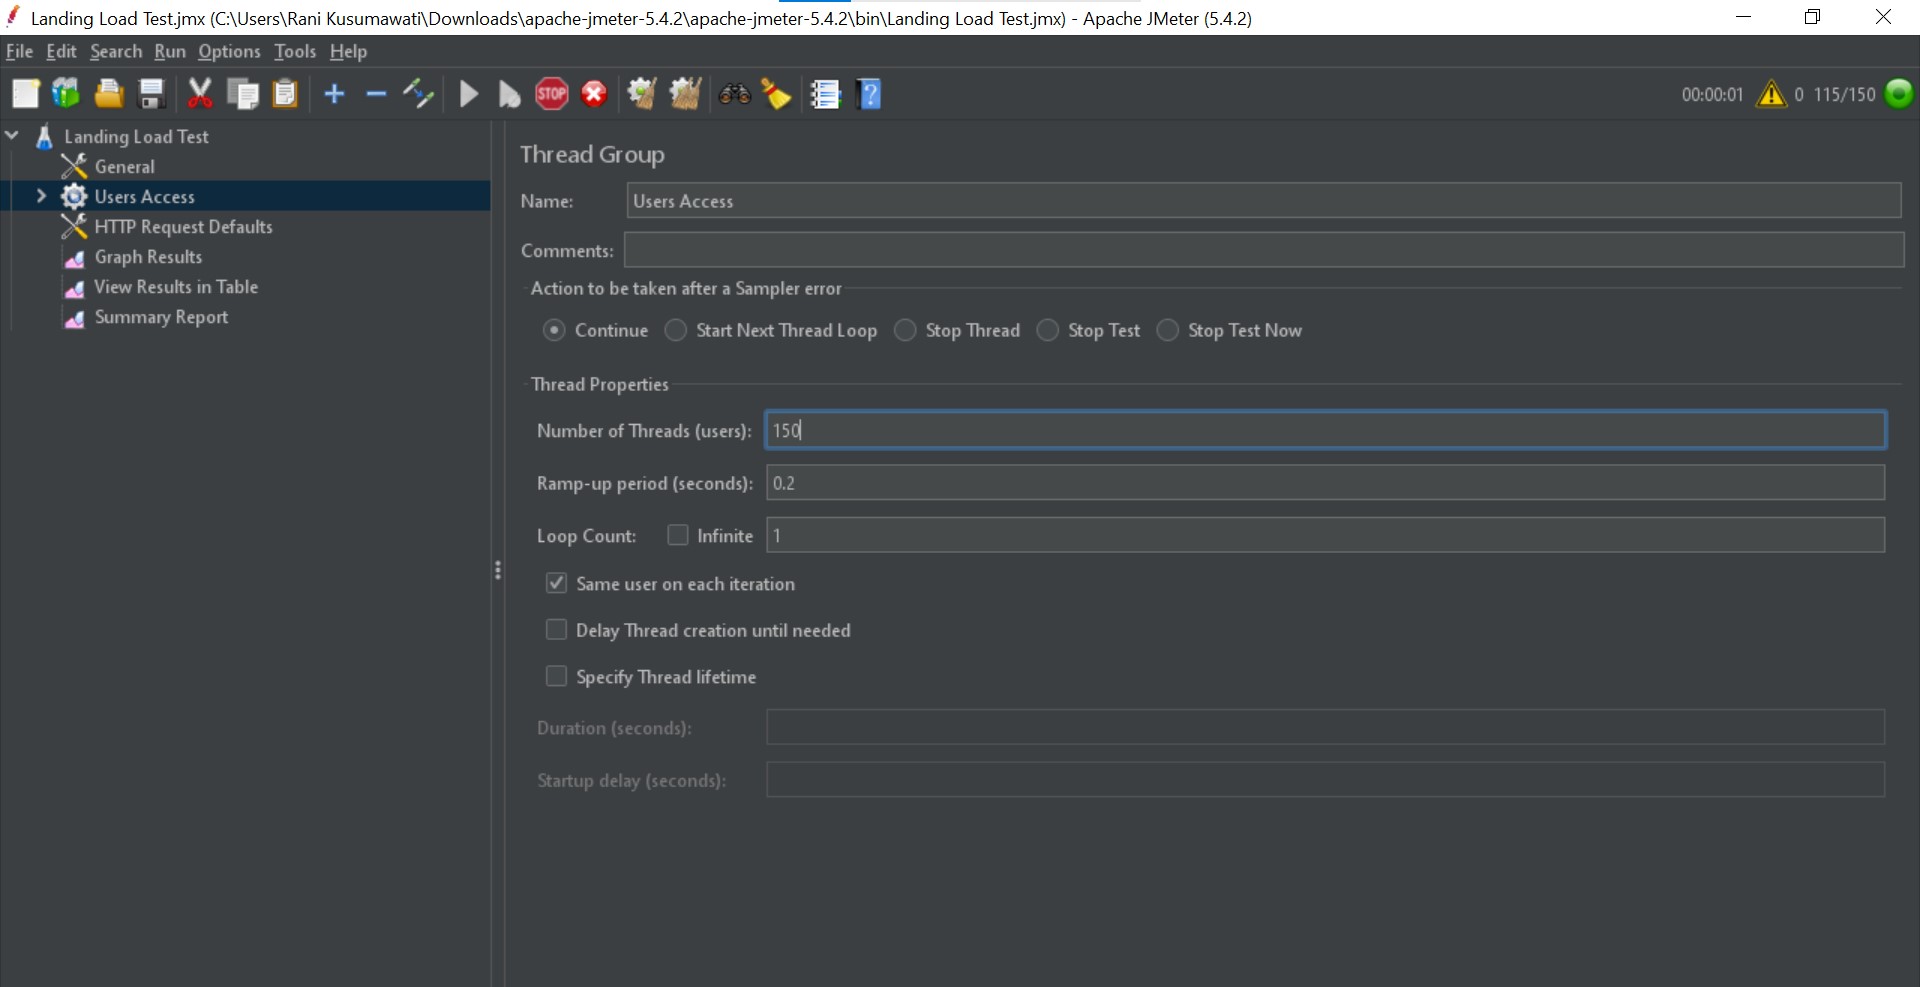 Landing Load Test.jmx (C:\Users\Rani Kusumawati\Downloads\apache-jmeter-5.4.2\apache-jmeter-5.4.2\bin\Landing Load Test.jmx) - Apache JMeter (5.4.2)
File Edit Search Run Options Tools Help
STOP ? 00:00:01 0 115/150
Landing Load Test
General
Users Access
HTTP Request Defaults
Graph Results
View Results in Table
Summary Report
Thread Group
Name: Users Access
Comments:
Action to be taken after a Sampler error
Continue Start Next Thread Loop Stop Thread Stop Test Stop Test Now
Thread Properties
Number of Threads (users): 150
Ramp-up period (seconds): 0.2
Loop Count: Infinite 1
Same user on each iteration
Delay Thread creation until needed
Specify Thread lifetime
Duration (seconds):
Startup delay (seconds):